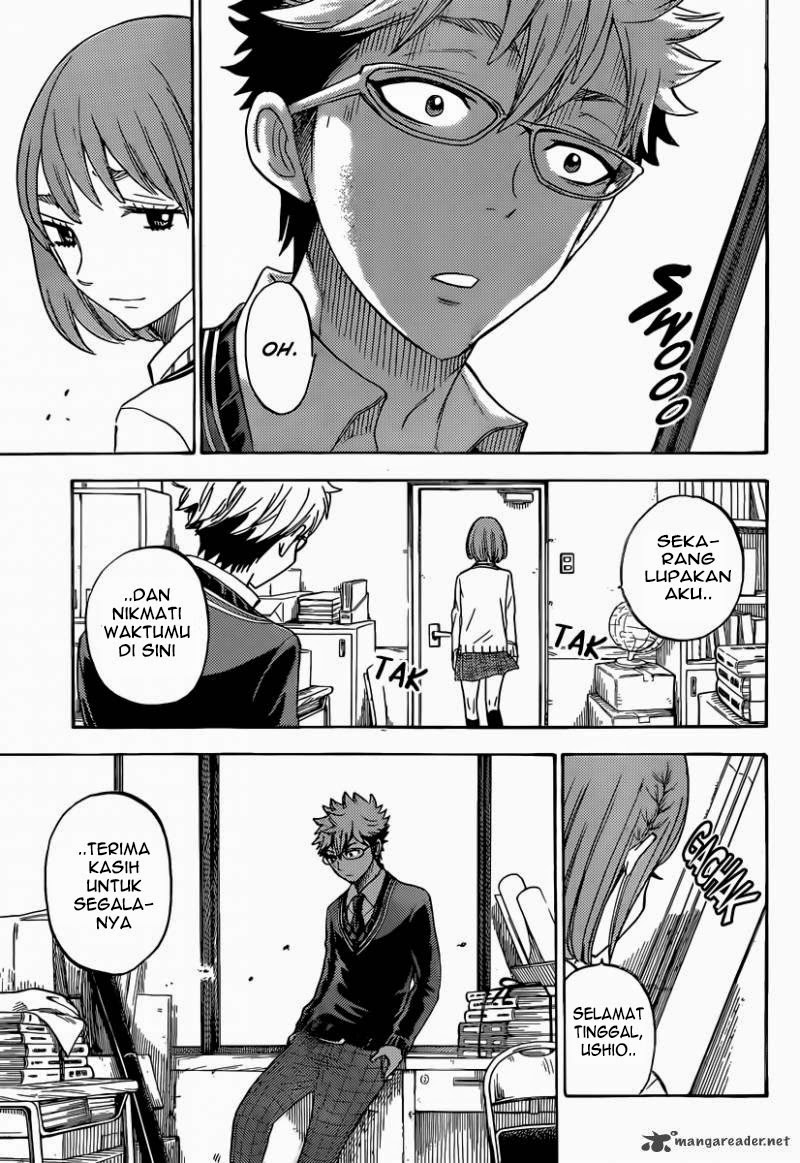 SWOOO
OH.
SEKA-
RANG
LUPAKAN
AKU..
TAK
TAK
..DAN
NIKMATI
WAKTUMU
DI SINI
GACHAK
SELAMAT
TINGGAL,
USHIO..
..TERIMA
KASIH
UNTUK
SEGALA-
NYA
mangareader.net